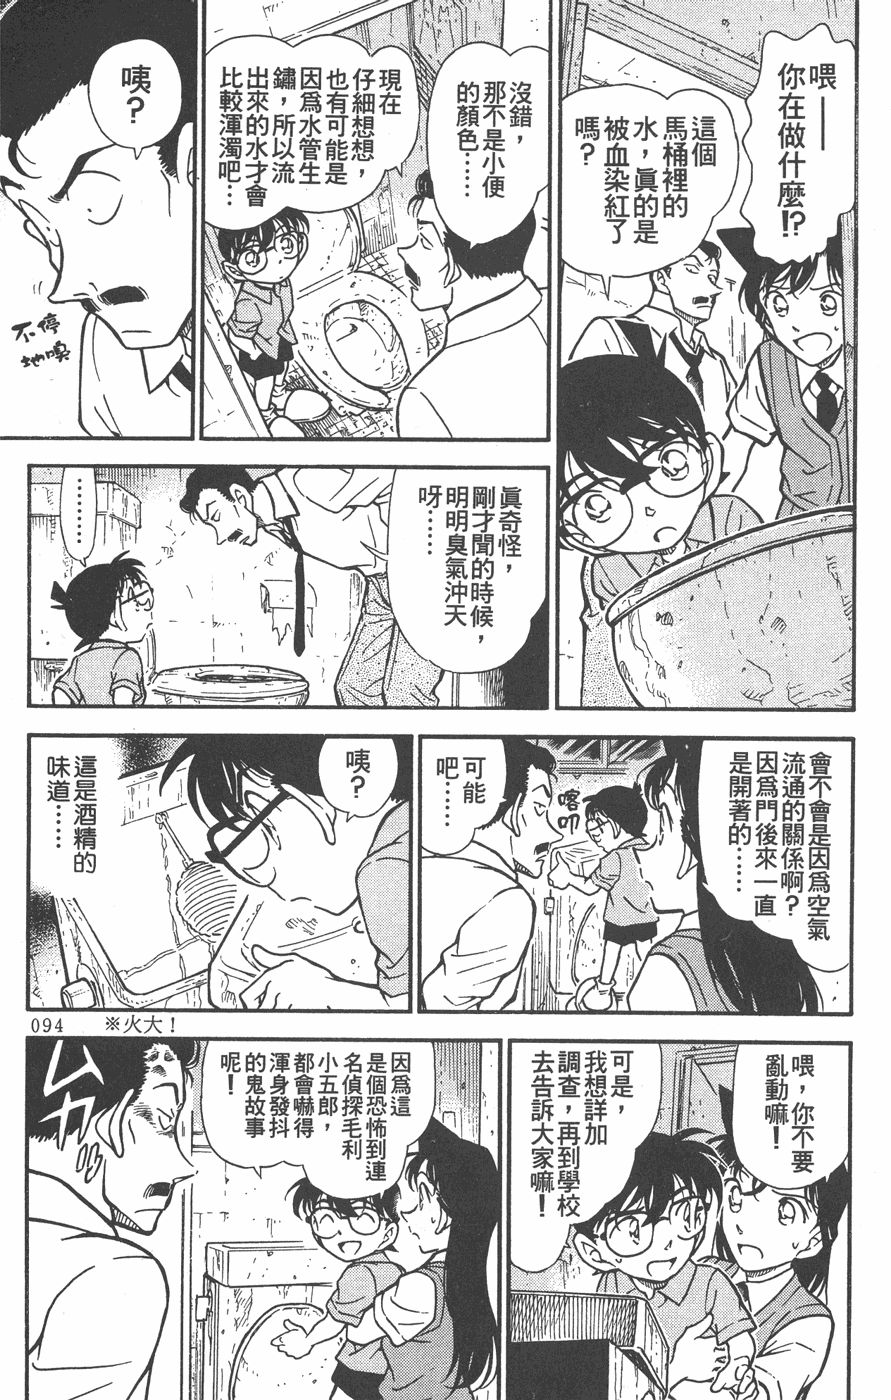 喂——
你在做什麼!?
這個
馬桶裡的
水，眞的是
被血染紅了
嗎？
沒錯，
那不是小便
的顏色……
現在
仔細想想，
也有可能是
因爲水管生
鏽，所以流
出來的水才會
比較渾濁吧…
咦？
不停
地嗅
眞奇怪，
剛才聞的時候，
明明臭氣沖天
呀……
……
會不會是因爲空氣
流通的關係啊？
因爲門後來一直
是開著的……
可能
吧……
喀叩
咦？
這是酒精的
味道……
094
※火大！
喂，你不要
亂動嘛！
可是，
我想詳加
調查，再到學校
去告訴大家嘛！
因爲這
是個恐怖到連
名偵探毛利
小五郎，
都會嚇得
渾身發抖
的鬼故事
呢！
ムカッ